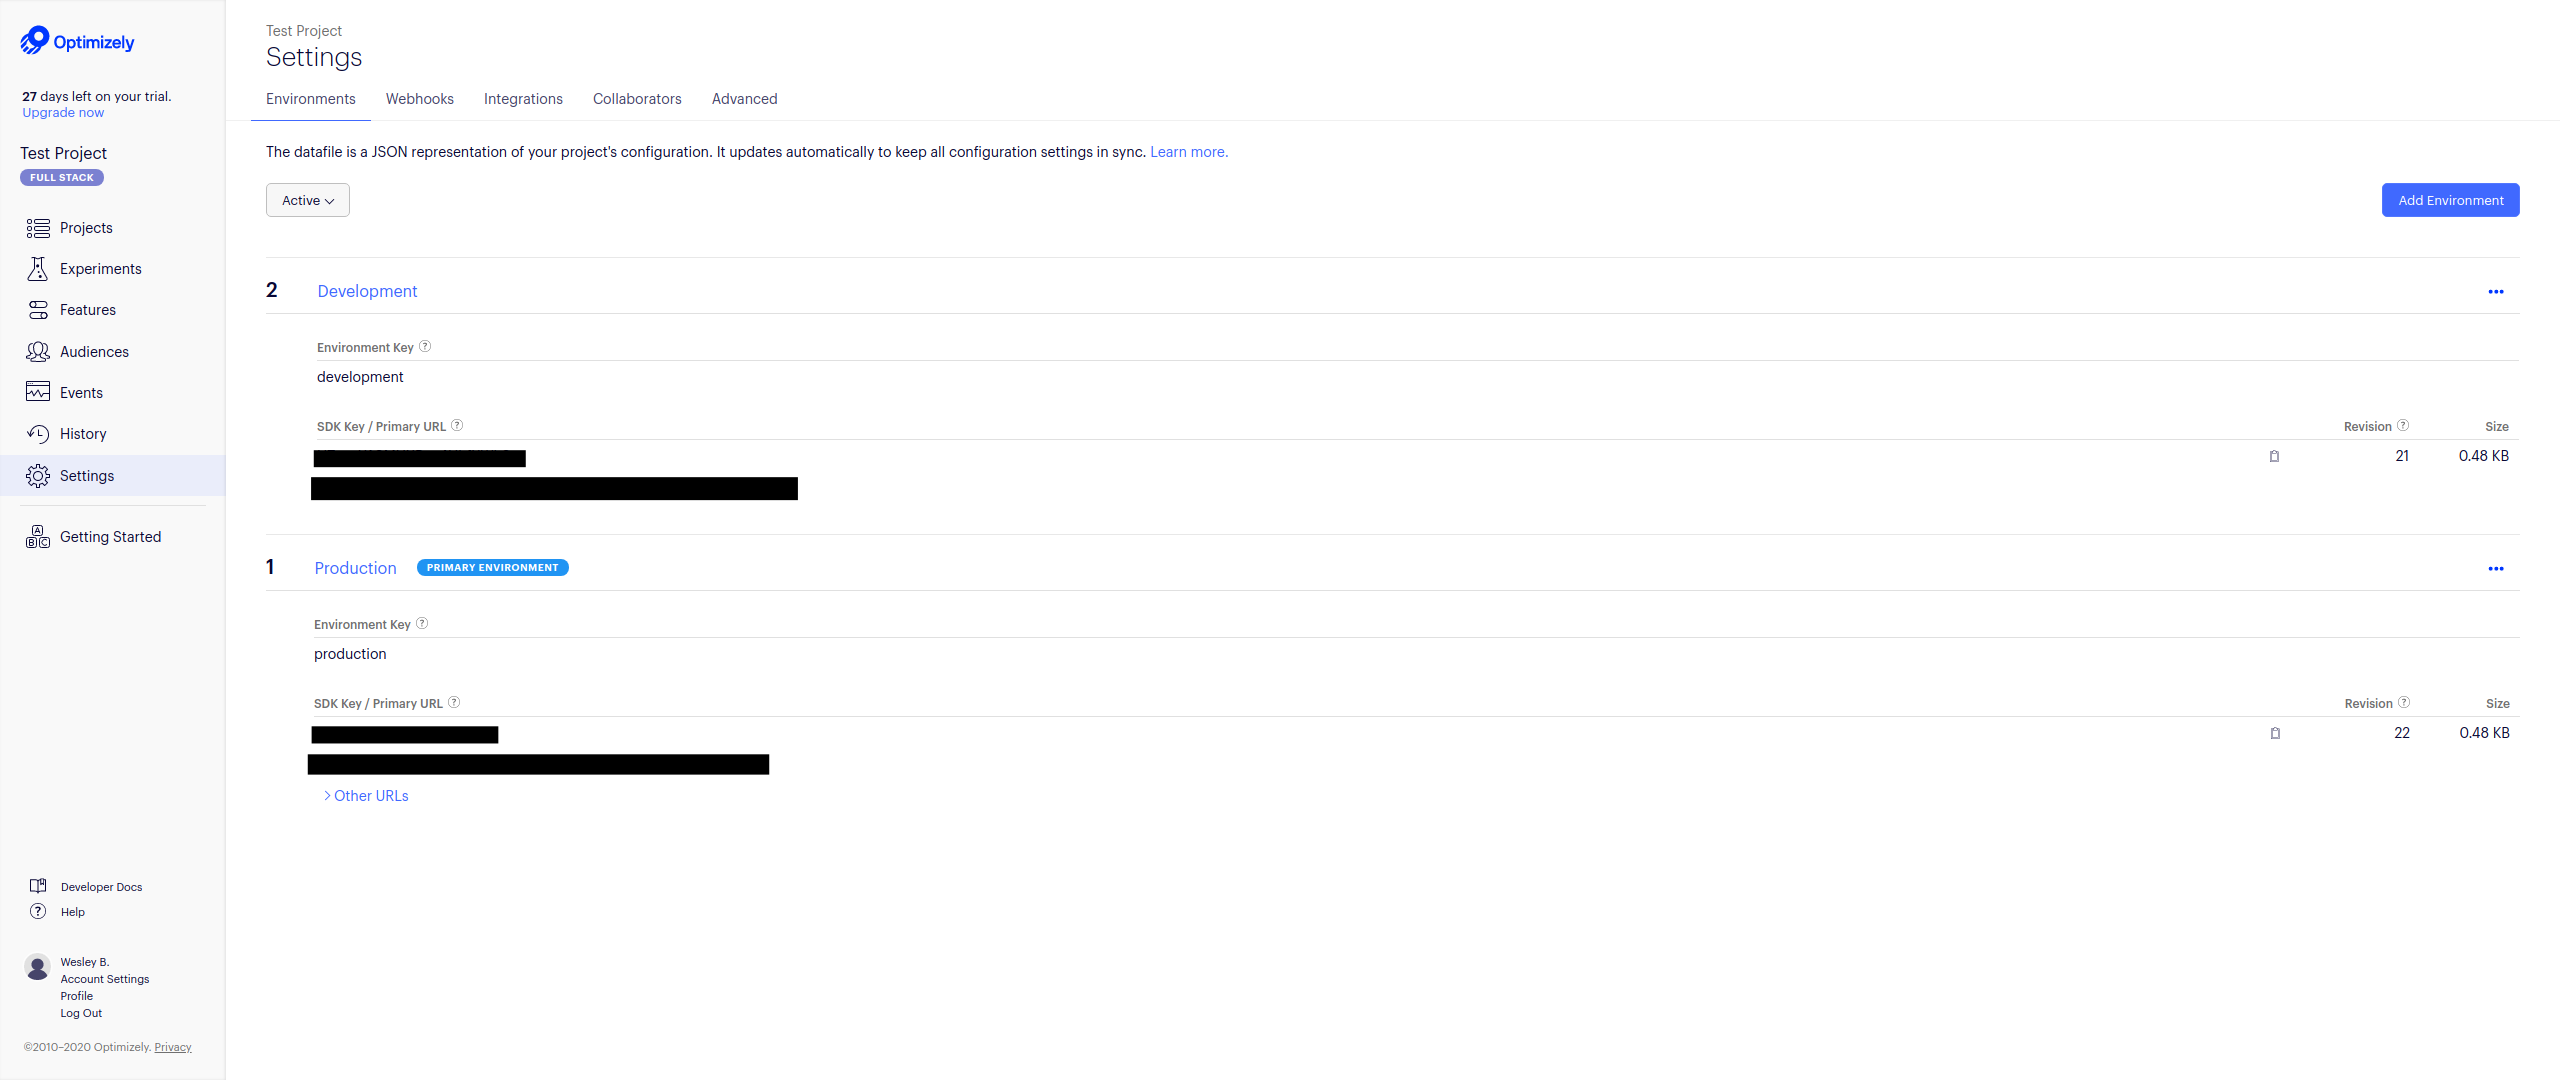 Optimizely
27 days left on your trial.
Upgrade now
Test Project
FULL STACK
Projects
Experiments
Features
Audiences
Events
History
Settings
A
B C
Getting Started
Developer Docs
Help
Wesley B.
Account Settings
Profile
Log Out
©2010–2020 Optimizely. Privacy
Test Project
Settings
Environments Webhooks Integrations Collaborators Advanced
The datafile is a JSON representation of your project's configuration. It updates automatically to keep all configuration settings in sync. Learn more.
Active
Add Environment
2 Development
Environment Key ?
development
SDK Key / Primary URL ? Revision ? Size
21 0.48 KB
1 Production PRIMARY ENVIRONMENT
Environment Key ?
production
SDK Key / Primary URL ? Revision ? Size
22 0.48 KB
Other URLs